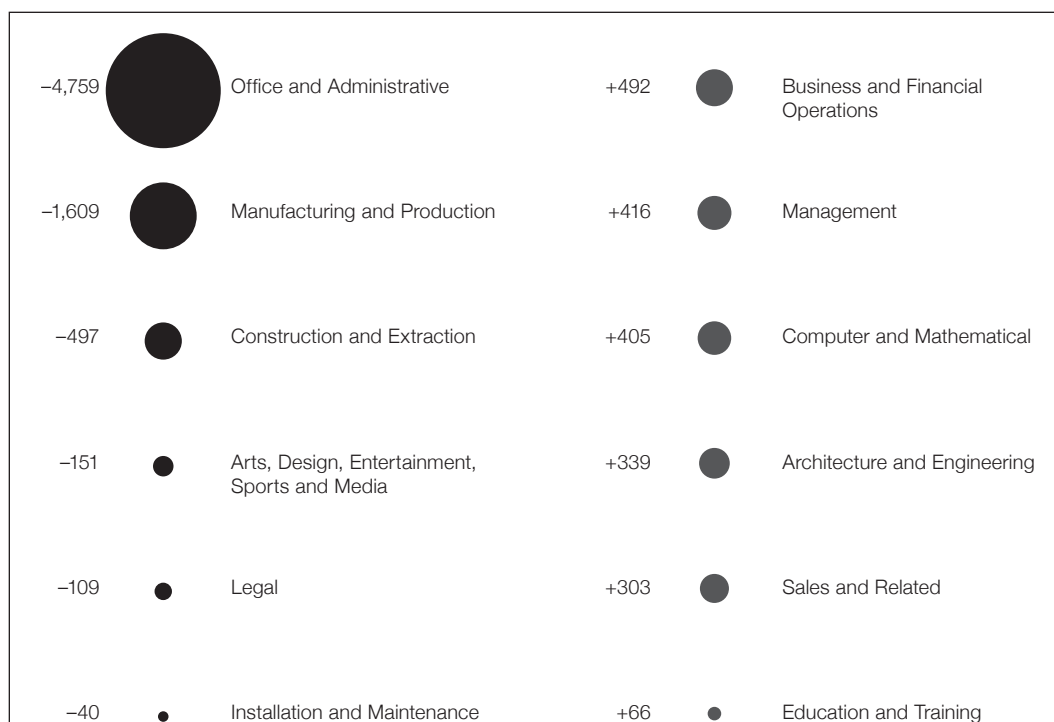 –4,759 Office and Administrative
+492 Business and Financial
Operations
–1,609 Manufacturing and Production
+416 Management
–497 Construction and Extraction
+405 Computer and Mathematical
–151 Arts, Design, Entertainment,
Sports and Media
+339 Architecture and Engineering
–109 Legal
+303 Sales and Related
–40 Installation and Maintenance
+66 Education and Training